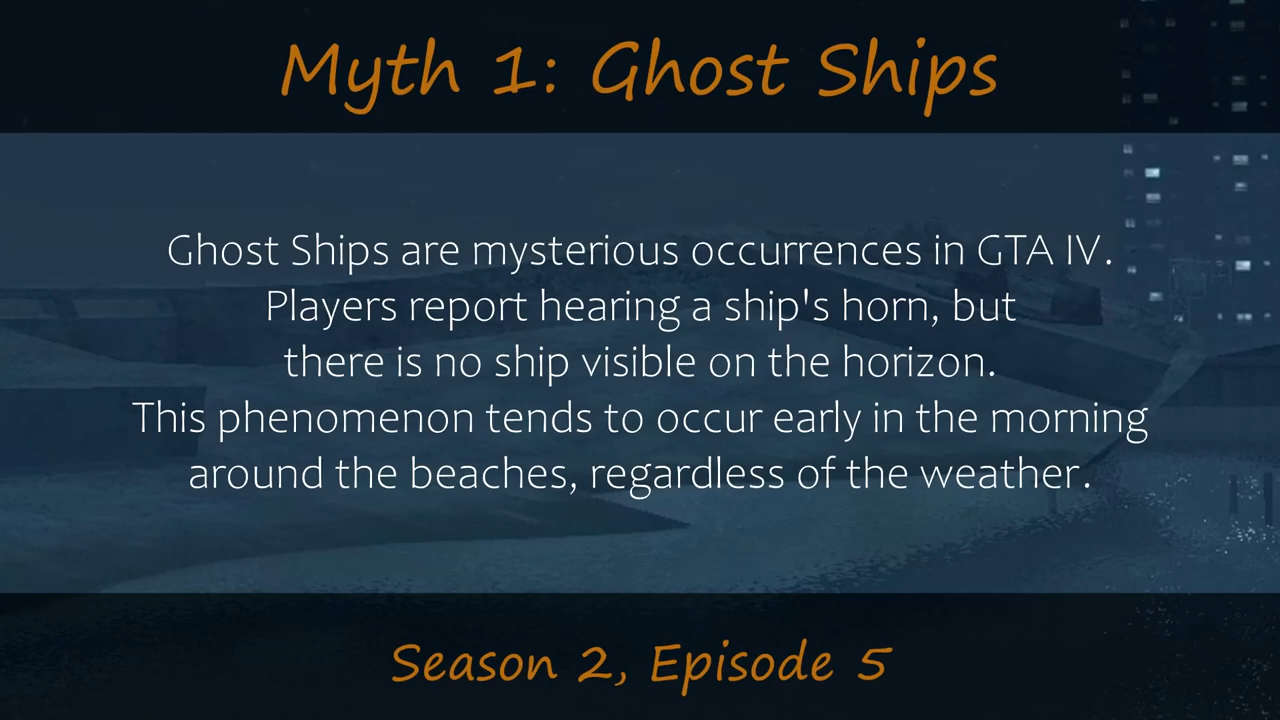 Myth 1: Ghost Ships
Ghost Ships are mysterious occurrences in GTA IV.
Players report hearing a ship's horn, but
there is no ship visible on the horizon.
This phenomenon tends to occur early in the morning
around the beaches, regardless of the weather.
Season 2, Episode 5